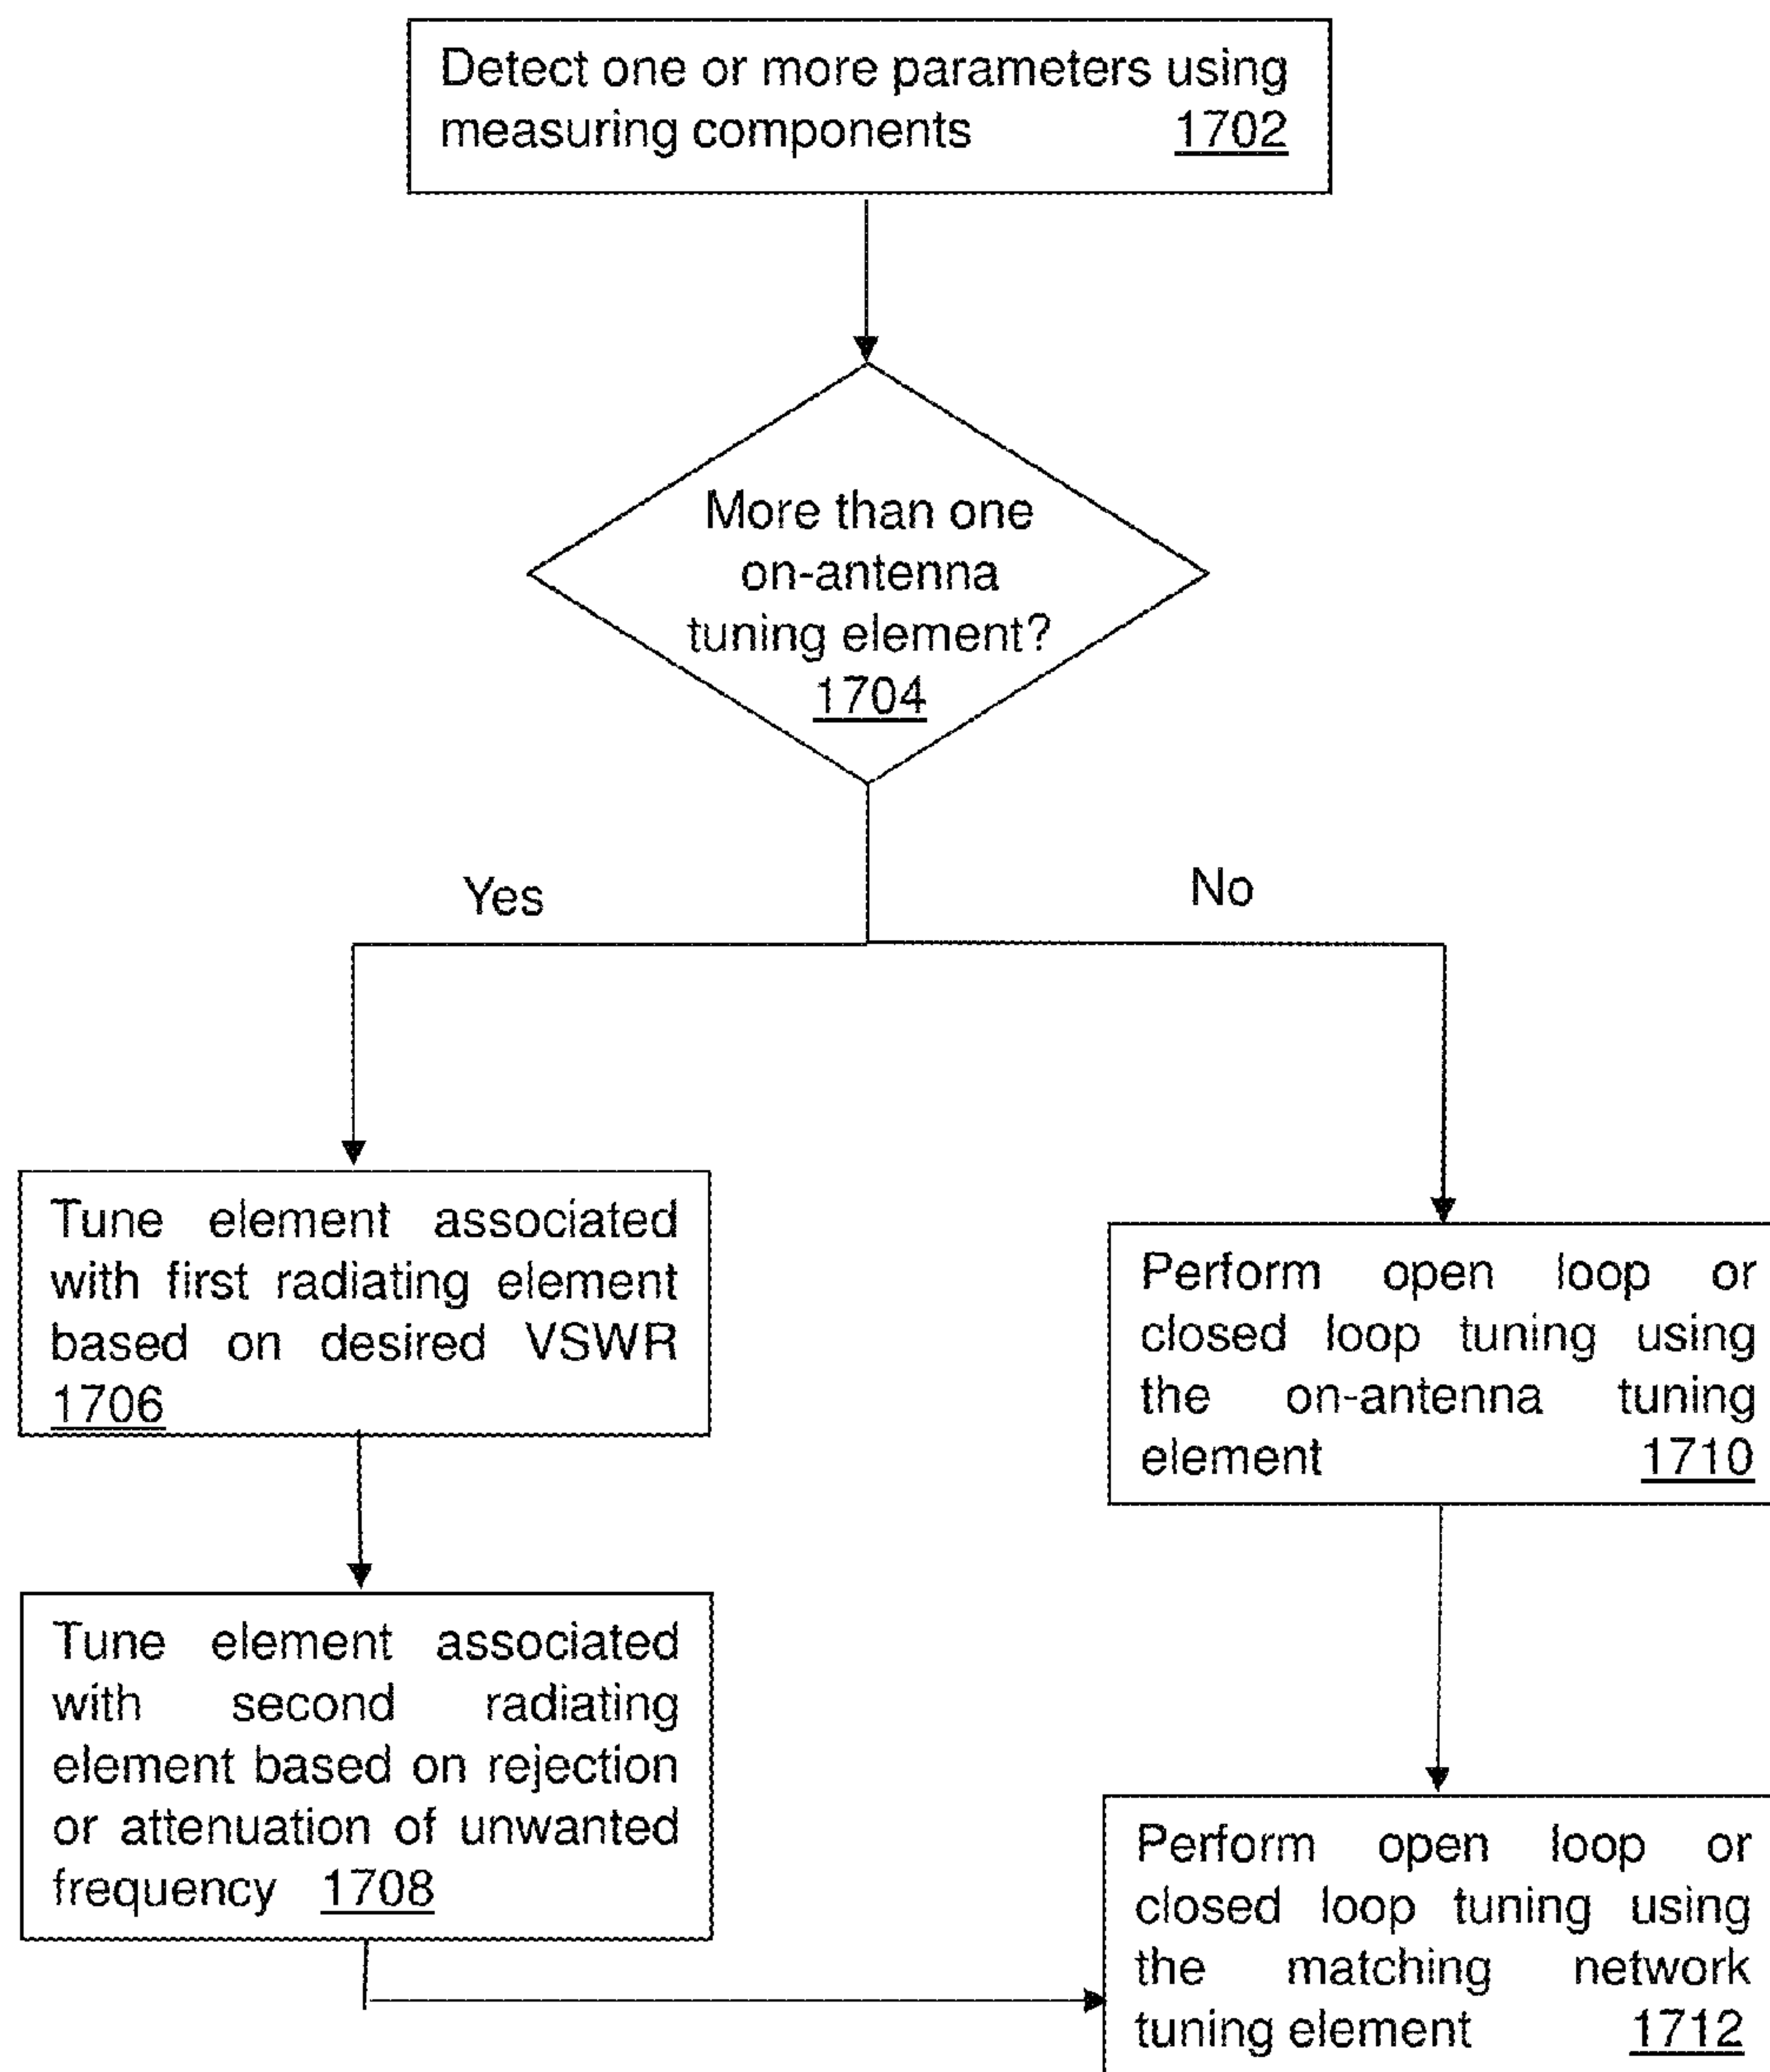 Detect one or more parameters using
measuring components 1702
More than one
on-antenna
tuning element?
1704
Yes
No
Tune element associated
with first radiating element
based on desired VSWR
1706
Tune element associated
with second radiating
element based on rejection
or attenuation of unwanted
frequency 1708
Perform open loop or
closed loop tuning using
the on-antenna tuning
element 1710
Perform open loop or
closed loop tuning using
the matching network
tuning element 1712